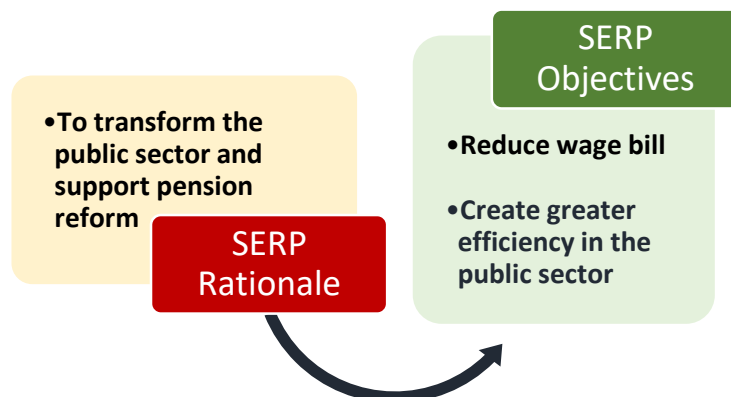 •To transform the
public sector and
support pension
reform
SERP
Rationale
SERP
Objectives
•Reduce wage bill
•Create greater
efficiency in the
public sector